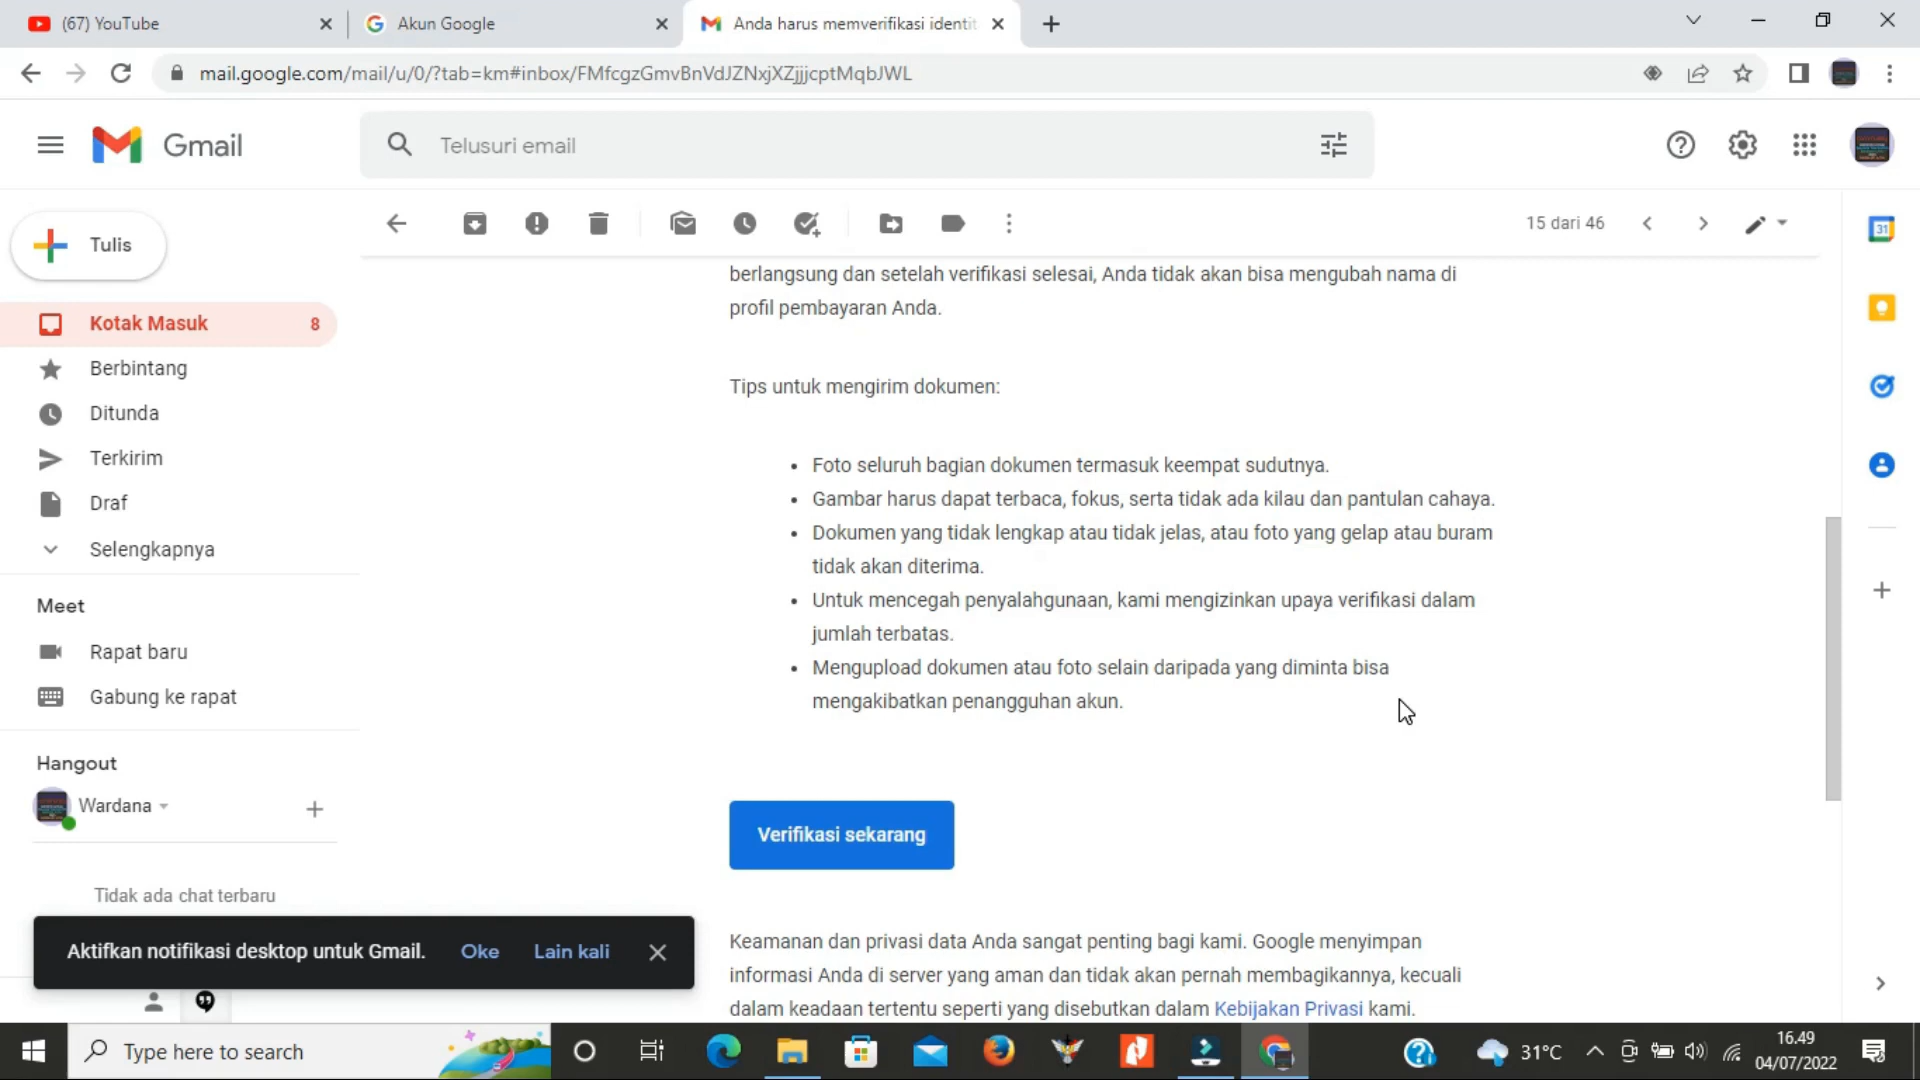 (67) YouTube
Akun Google
Anda harus memverifikasi identit
mail.google.com/mail/u/0/?tab=km#inbox/FMfcgzGmvBnVdJZNxjXZjjjcptMqbJWL
Gmail
Telusuri email
15 dari 46
31
Tulis
Kotak Masuk 8
Berbintang
Ditunda
Terkirim
Draf
Selengkapnya
Meet
Rapat baru
Gabung ke rapat
Hangout
Wardana
Tidak ada chat terbaru
berlangsung dan setelah verifikasi selesai, Anda tidak akan bisa mengubah nama di
profil pembayaran Anda.
Tips untuk mengirim dokumen:
• Foto seluruh bagian dokumen termasuk keempat sudutnya.
• Gambar harus dapat terbaca, fokus, serta tidak ada kilau dan pantulan cahaya.
• Dokumen yang tidak lengkap atau tidak jelas, atau foto yang gelap atau buram
tidak akan diterima.
• Untuk mencegah penyalahgunaan, kami mengizinkan upaya verifikasi dalam
jumlah terbatas.
• Mengupload dokumen atau foto selain daripada yang diminta bisa
mengakibatkan penangguhan akun.
Verifikasi sekarang
Keamanan dan privasi data Anda sangat penting bagi kami. Google menyimpan
informasi Anda di server yang aman dan tidak akan pernah membagikannya, kecuali
dalam keadaan tertentu seperti yang disebutkan dalam Kebijakan Privasi kami.
Aktifkan notifikasi desktop untuk Gmail. Oke Lain kali
Type here to search
31°C
16.49
04/07/2022